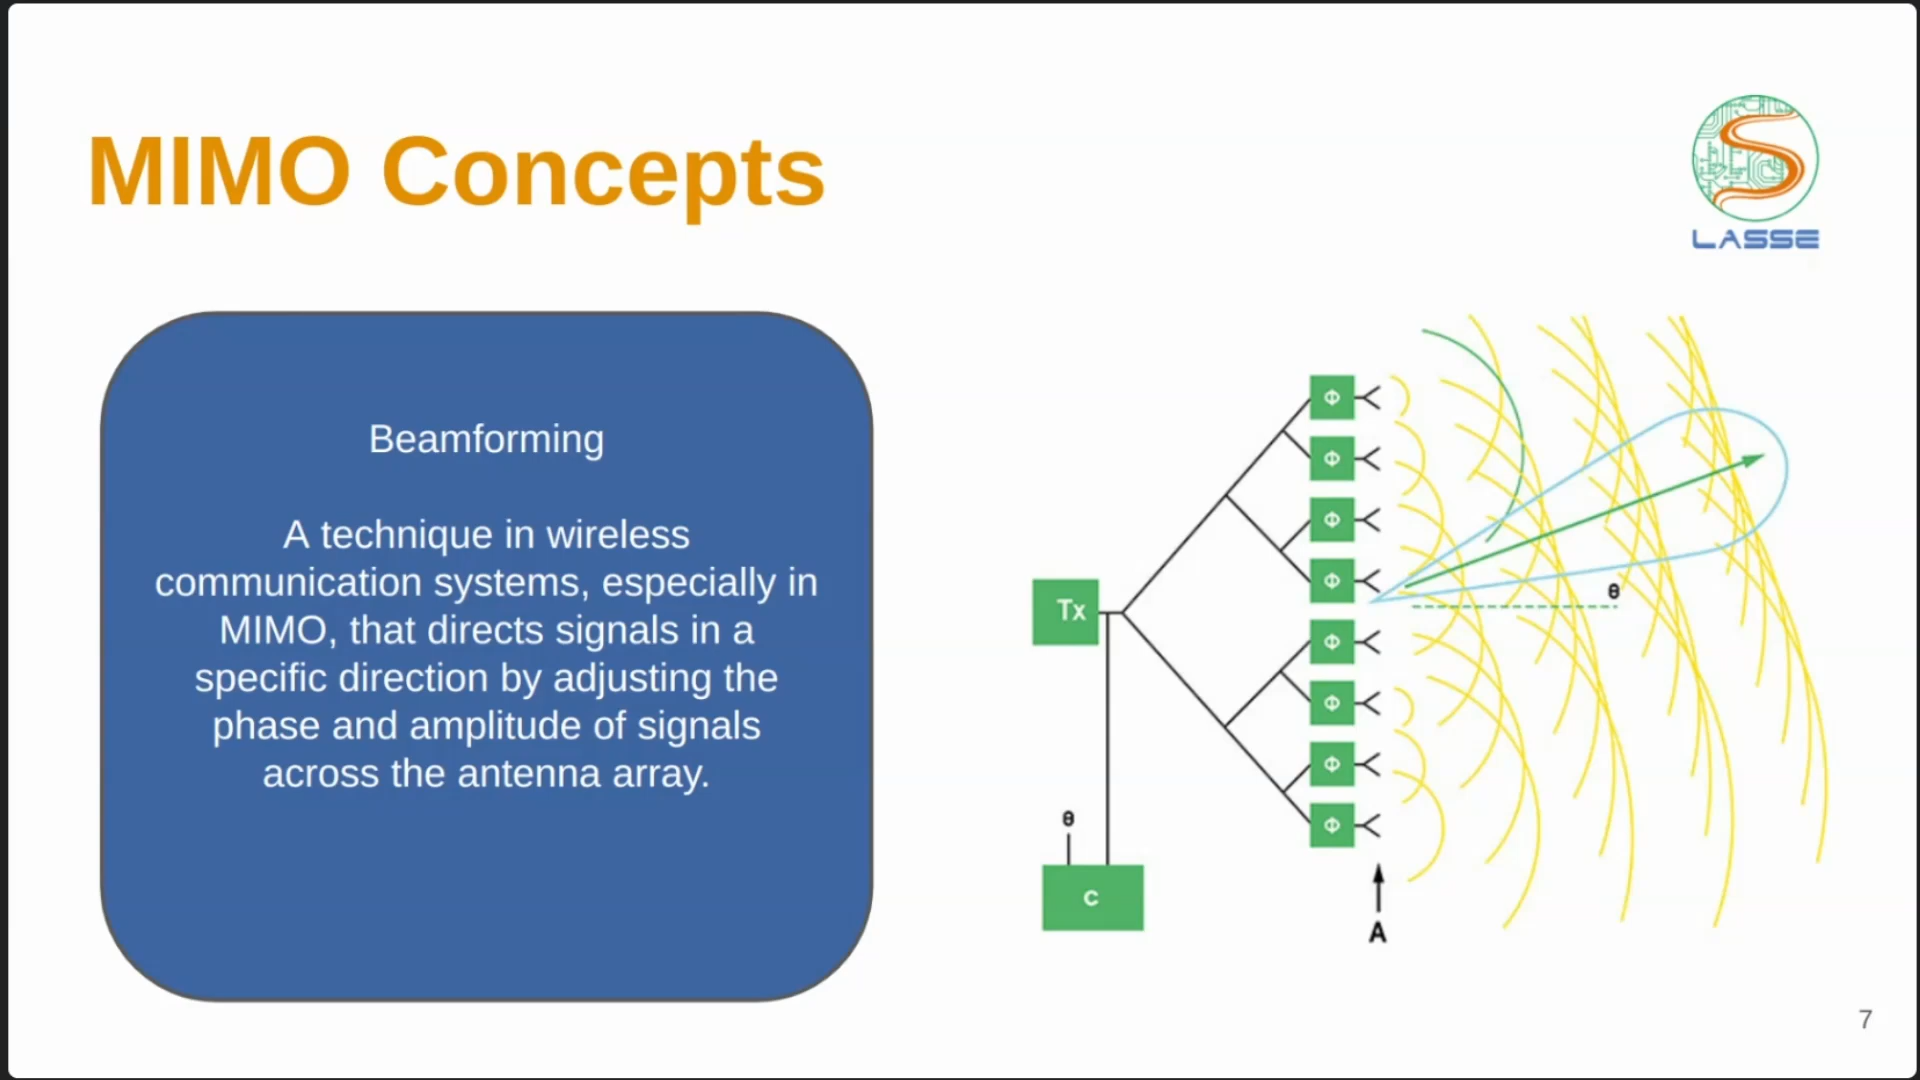 MIMO Concepts
LASSE
Beamforming
A technique in wireless
communication systems, especially in
MIMO, that directs signals in a
specific direction by adjusting the
phase and amplitude of signals
across the antenna array.
Φ
Φ
Φ
Φ
Tx
θ
Φ
Φ
Φ
θ
Φ
C
A
7